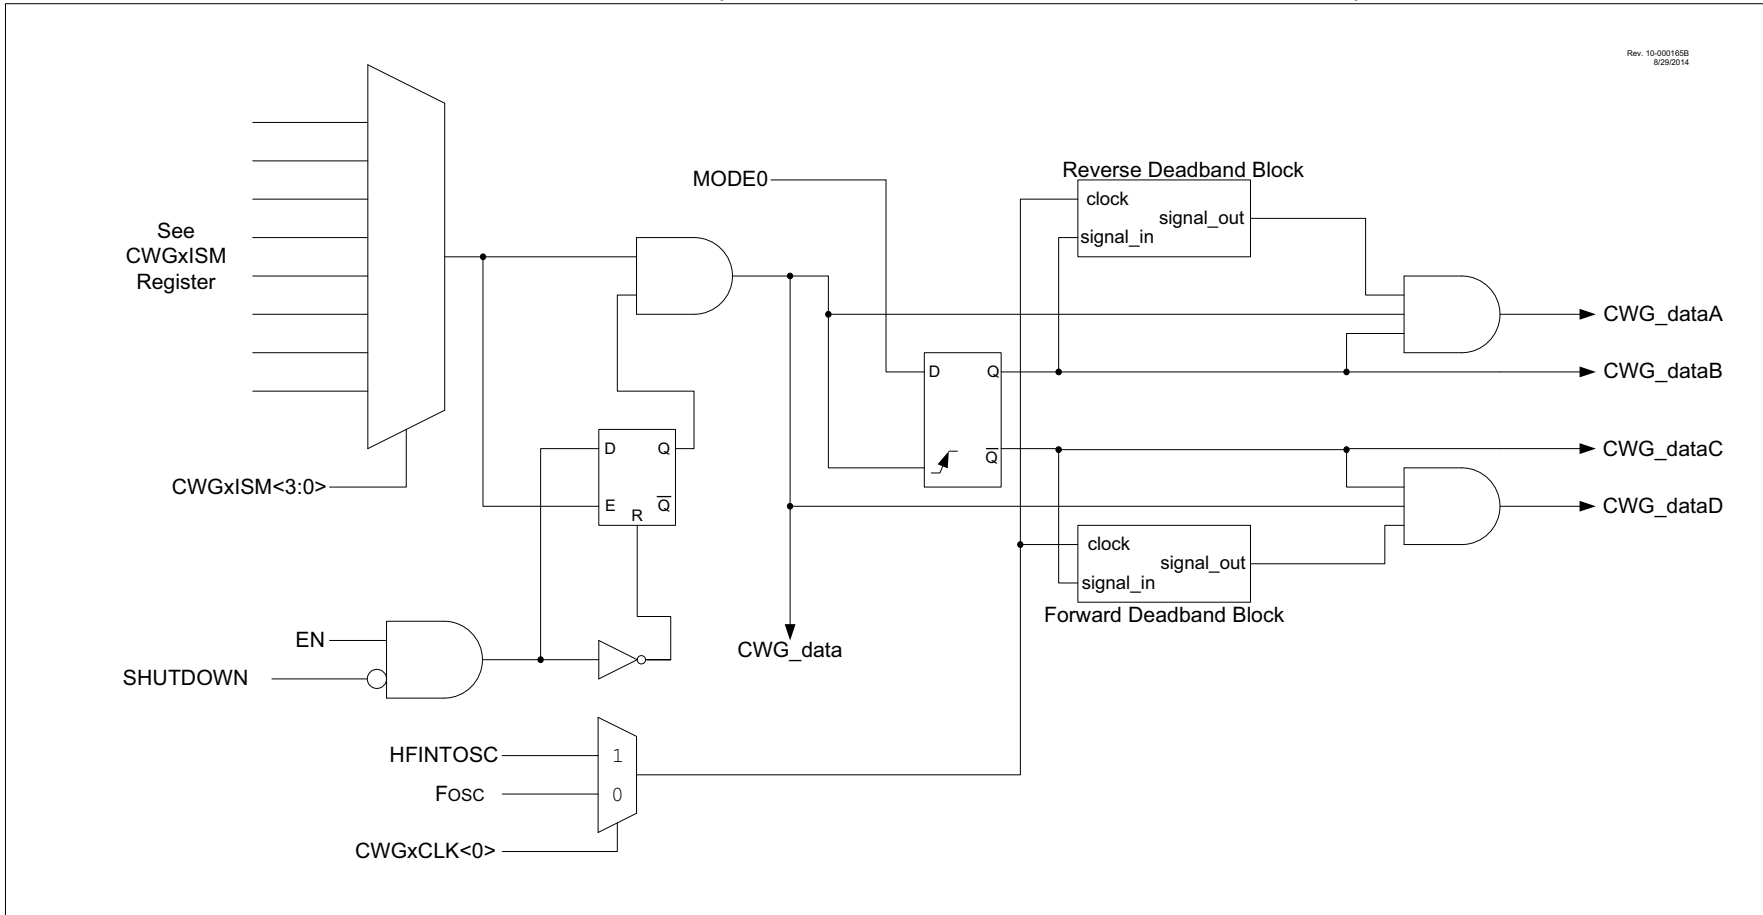 Rev. 10-000165B
8/29/2014
See
CWGxISM
Register
CWGxISM<3:0>
MODE0
Reverse Deadband Block
clock
signal_out
signal_in
D
Q
Q̅
CWG_dataA
CWG_dataB
CWG_dataC
CWG_dataD
D
Q
E
Q̅
R
clock
signal_out
signal_in
Forward Deadband Block
EN
SHUTDOWN
CWG_data
HFINTOSC
1
FOSC
0
CWGxCLK<0>